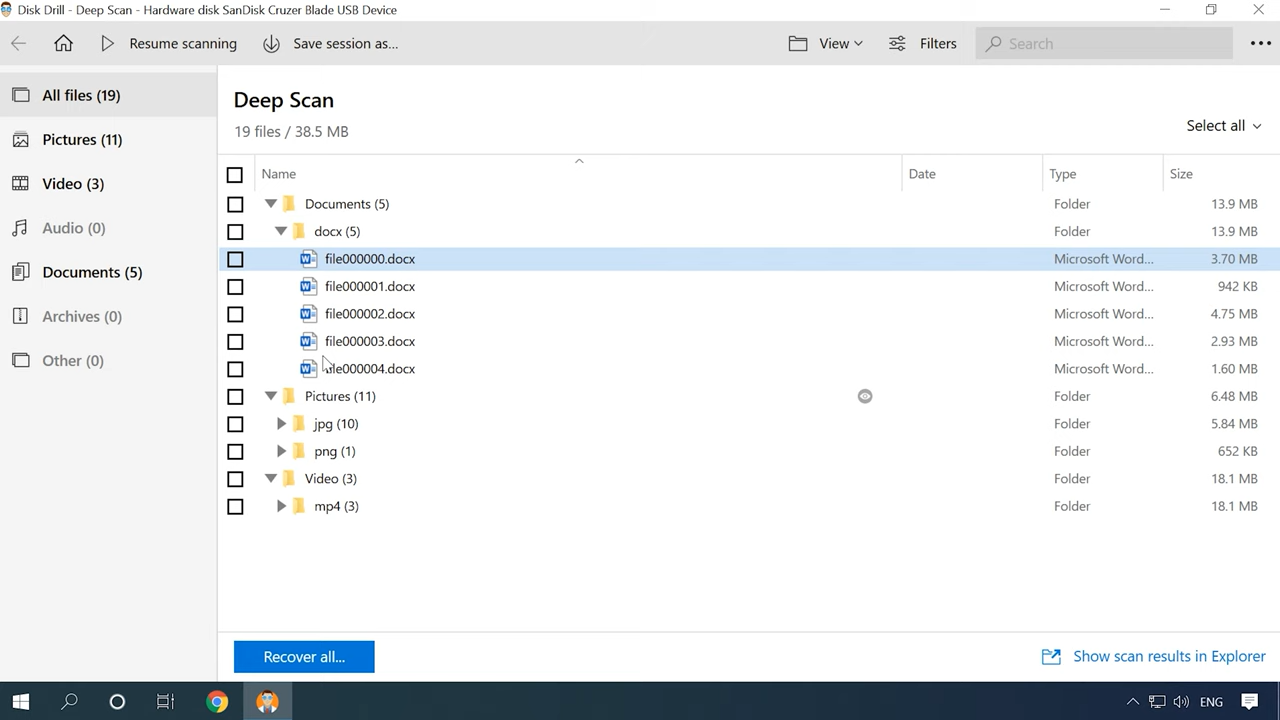 Disk Drill - Deep Scan - Hardware disk SanDisk Cruzer Blade USB Device
Resume scanning
Save session as...
View
Filters
Search
All files (19)
Pictures (11)
Video (3)
Audio (0)
Documents (5)
Archives (0)
Other (0)
Deep Scan
19 files / 38.5 MB
Select all
Name Date Type Size
Documents (5) Folder 13.9 MB
docx (5) Folder 13.9 MB
file000000.docx Microsoft Word... 3.70 MB
file000001.docx Microsoft Word... 942 KB
file000002.docx Microsoft Word... 4.75 MB
file000003.docx Microsoft Word... 2.93 MB
file000004.docx Microsoft Word... 1.60 MB
Pictures (11) Folder 6.48 MB
jpg (10) Folder 5.84 MB
png (1) Folder 652 KB
Video (3) Folder 18.1 MB
mp4 (3) Folder 18.1 MB
Recover all...
Show scan results in Explorer
ENG